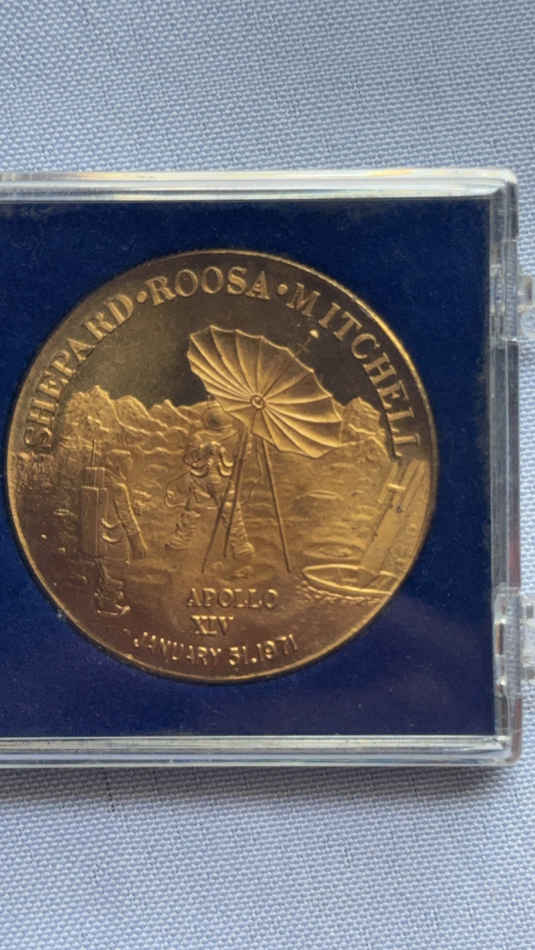 SHEPARD•ROOSA•MITCHELL
APOLLO
XIV
JANUARY 31.1971